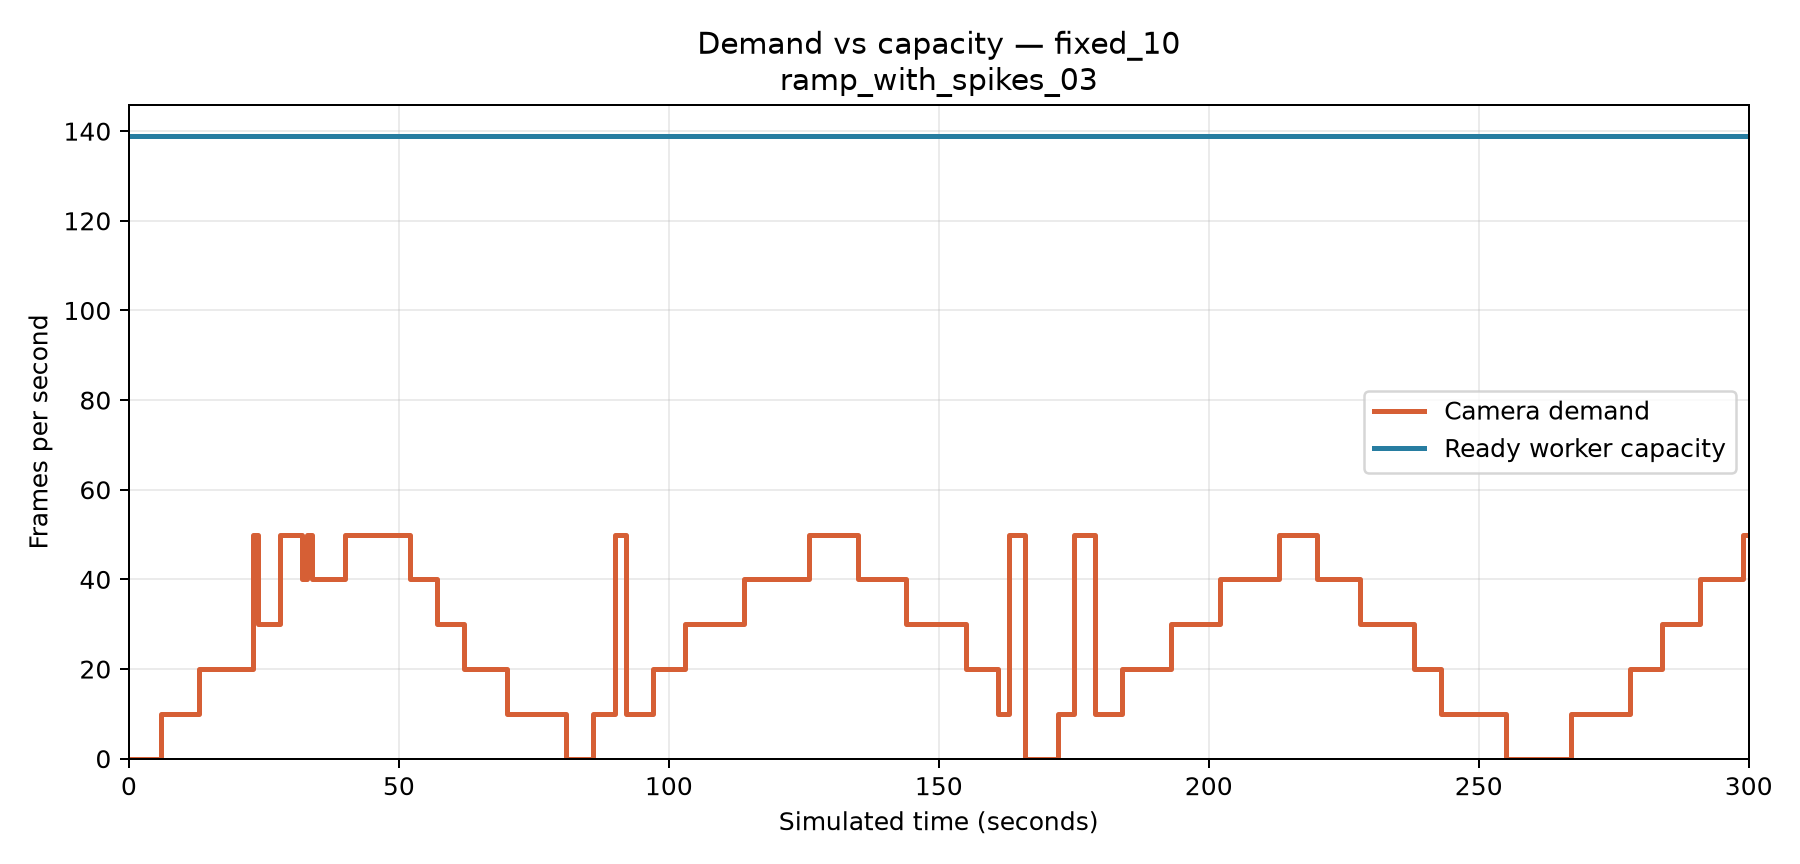 Demand vs capacity — fixed_10
ramp_with_spikes_03
140
120
100
80
60
40
20
0
Frames per second
Camera demand
Ready worker capacity
0 50 100 150 200 250 300
Simulated time (seconds)